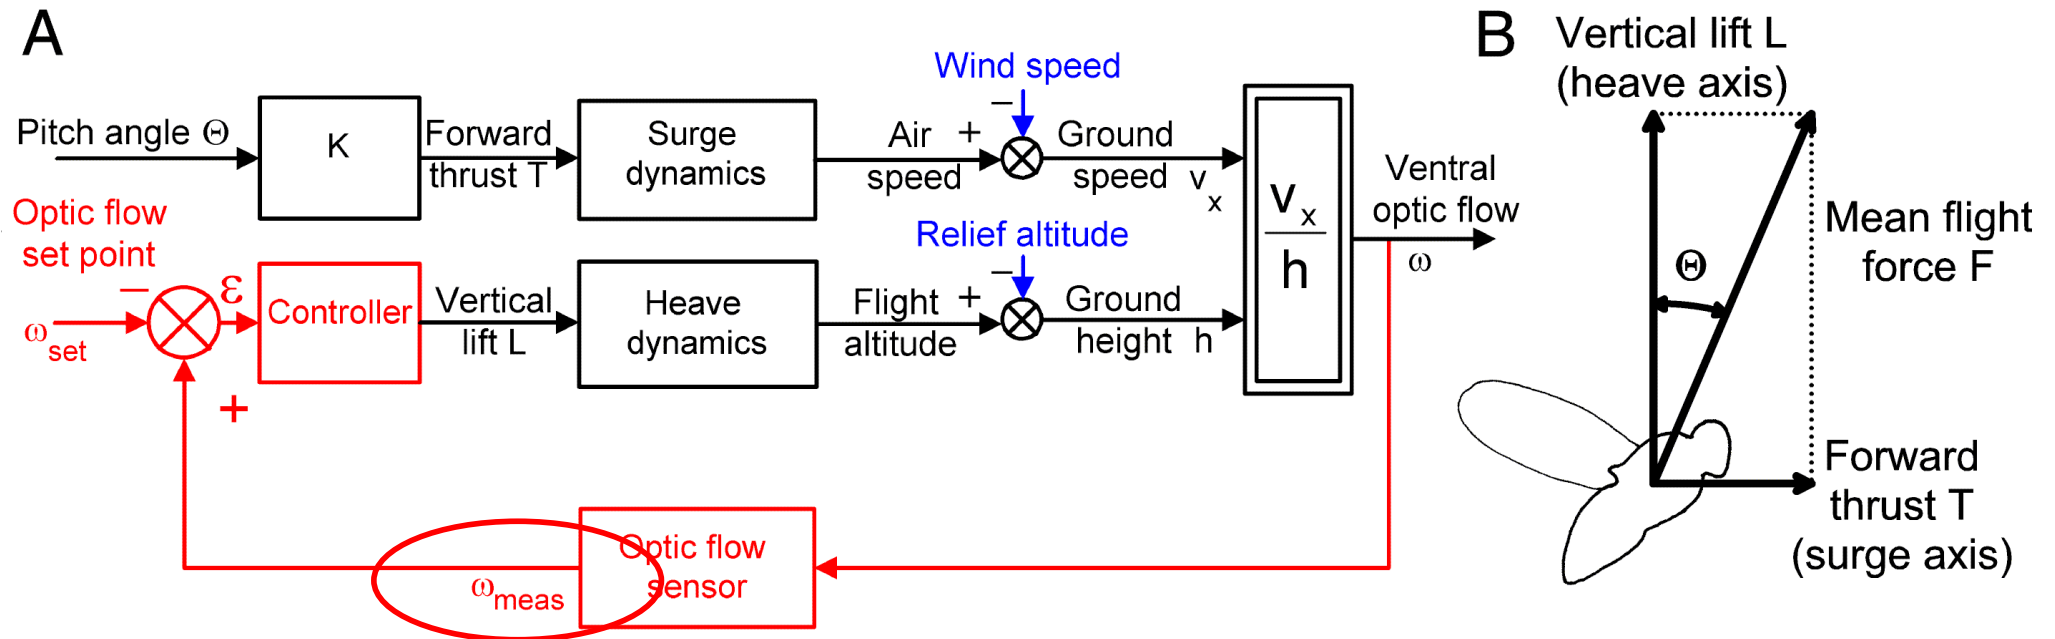 A
Pitch angle Θ
K
Forward
thrust T
Surge
dynamics
Air
speed
+
−
Wind speed
Ground
speed v
x
Optic flow
set point
−
ω
set
ε
+
Controller
Vertical
lift L
Heave
dynamics
Flight
altitude
+
−
Relief altitude
Ground
height h
v x
h
Ventral
optic flow
ω
Optic flow
sensor
ω meas
B
Vertical lift L
(heave axis)
Θ
Mean flight
force F
Forward
thrust T
(surge axis)